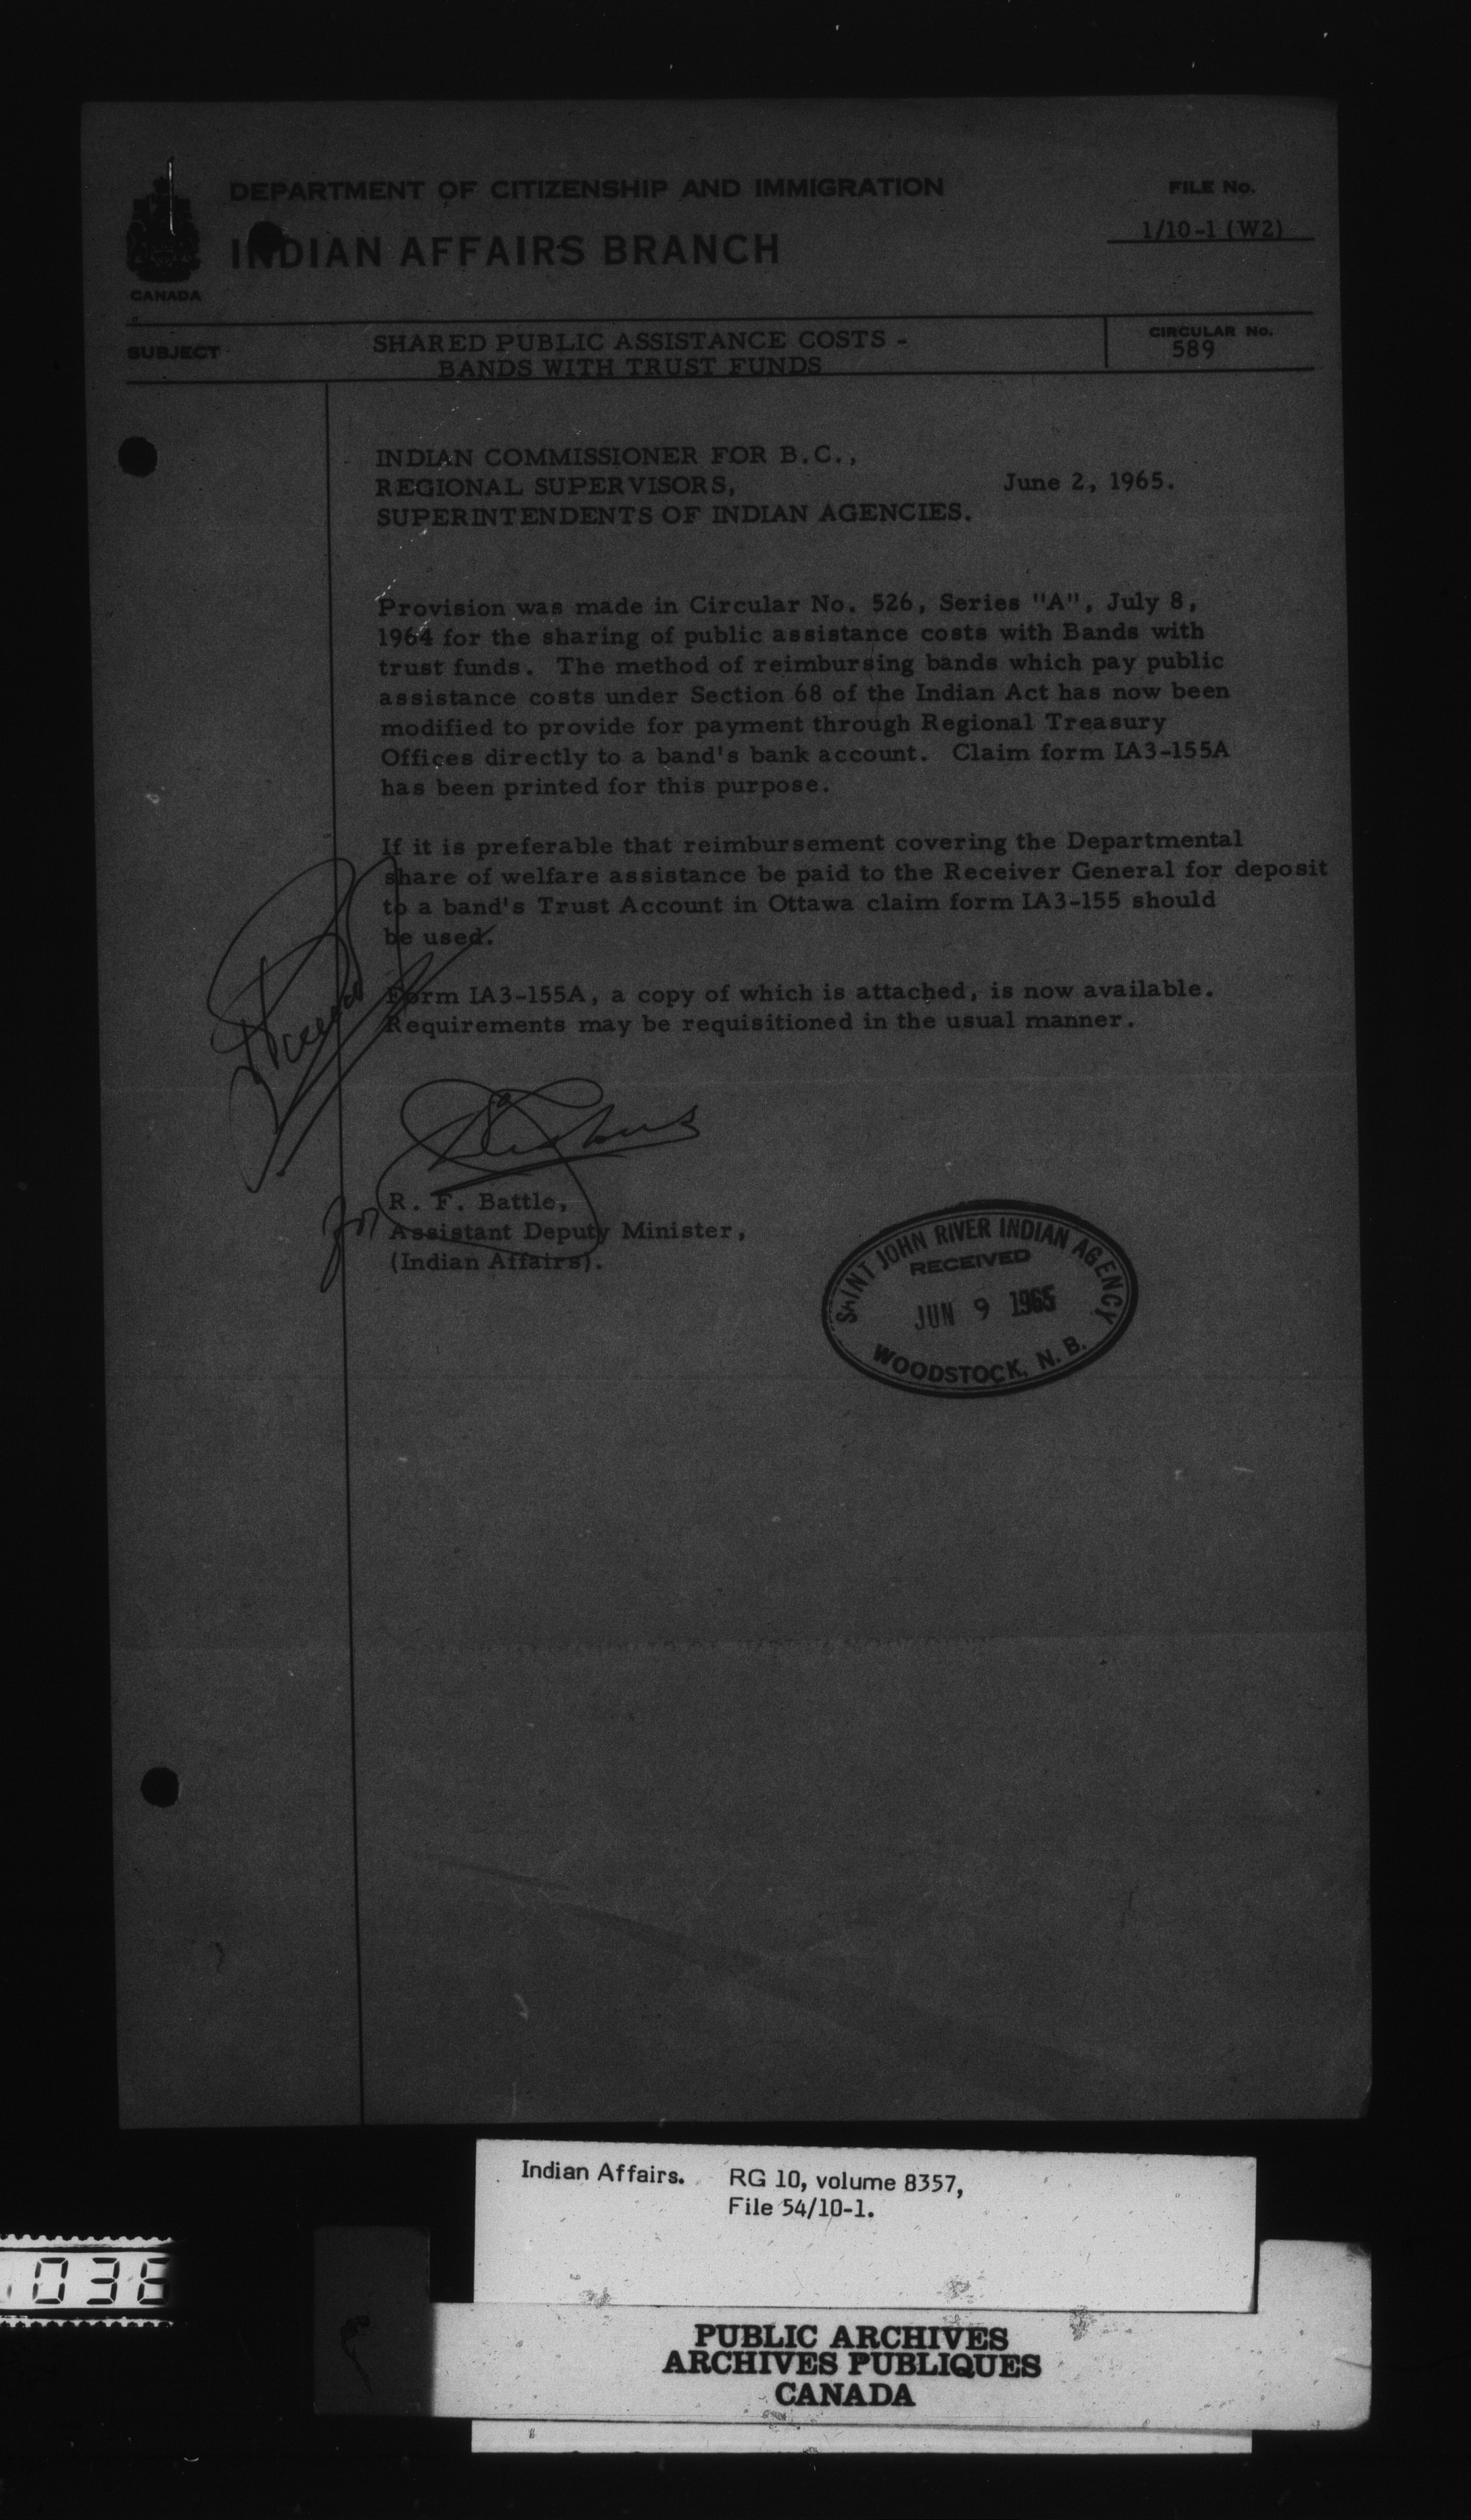 DEPARTMENT OF CITIZENSHIP AND IMMIGRATION
INDIAN AFFAIRS BRANCH
CANADA
FILE No.
1/10-1 (W2)
SUBJECT
SHARED PUBLIC ASSISTANCE COSTS -
BANDS WITH TRUST FUNDS
CIRCULAR No.
589
INDIAN COMMISSIONER FOR B.C.,
REGIONAL SUPERVISORS,
June 2, 1965.
SUPERINTENDENTS OF INDIAN AGENCIES.
Provision was made in Circular No. 526, Series "A", July 8,
1964 for the sharing of public assistance costs with Bands with
trust funds. The method of reimbursing bands which pay public
assistance costs under Section 68 of the Indian Act has now been
modified to provide for payment through Regional Treasury
Offices directly to a band's bank account. Claim form IA3-155A
has been printed for this purpose.
If it is preferable that reimbursement covering the Departmental
share of welfare assistance be paid to the Receiver General for deposit
to a band's Trust Account in Ottawa claim form IA3-155 should
be used.
Form IA3-155A, a copy of which is attached, is now available.
Requirements may be requisitioned in the usual manner.
for
R. F. Battle,
Assistant Deputy Minister,
(Indian Affairs).
SAINT JOHN RIVER INDIAN AGENCY
RECEIVED
JUN 9 1965
WOODSTOCK, N. B.
Indian Affairs. RG 10, volume 8357,
File 54/10-1.
PUBLIC ARCHIVES
ARCHIVES PUBLIQUES
CANADA